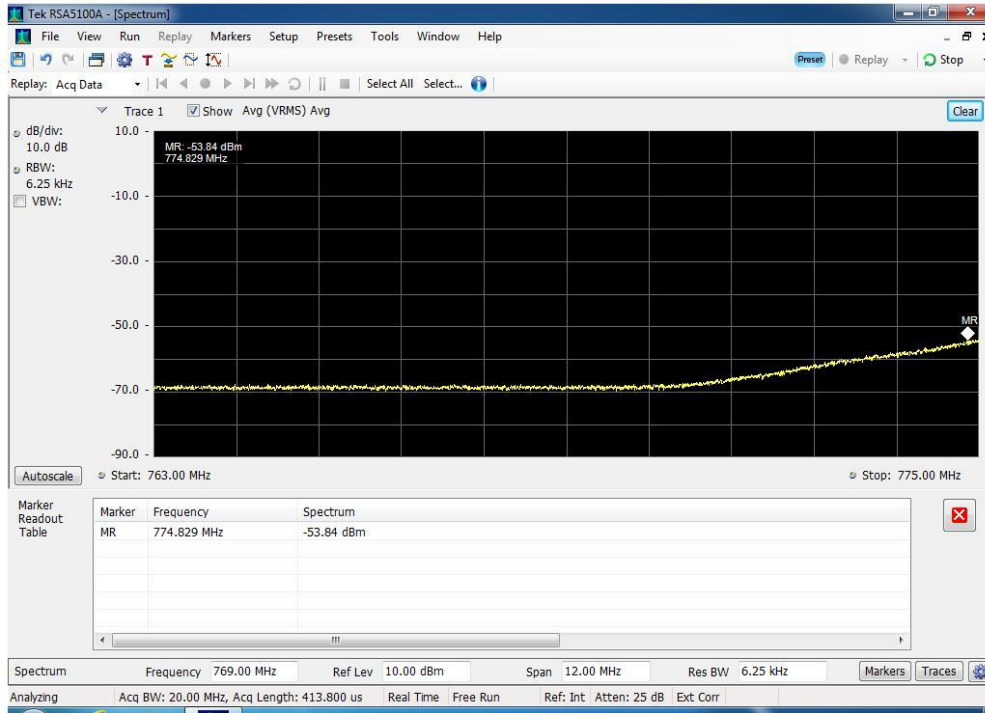 Tek RSA5100A - [Spectrum]
File View Run Replay Markers Setup Presets Tools Window Help
Preset Replay Stop
Replay: Acq Data Select All Select...
Trace 1 Show Avg (VRMS) Avg Clear
dB/div:
10.0 dB
RBW:
6.25 kHz
VBW:
10.0
-10.0
-30.0
-50.0
-70.0
-90.0
MR: -53.84 dBm
774.829 MHz
MR
Autoscale Start: 763.00 MHz Stop: 775.00 MHz
Marker
Readout
Table
Marker Frequency Spectrum
MR 774.829 MHz -53.84 dBm
Spectrum Frequency 769.00 MHz Ref Lev 10.00 dBm Span 12.00 MHz Res BW 6.25 kHz Markers Traces
Analyzing Acq BW: 20.00 MHz, Acq Length: 413.800 us Real Time Free Run Ref: Int Atten: 25 dB Ext Corr